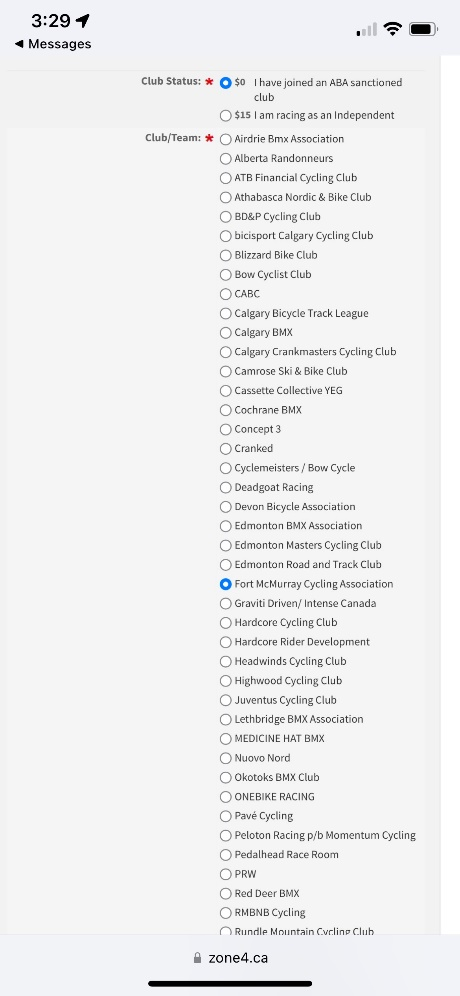 3:29
◀ Messages
Club Status: * $0 I have joined an ABA sanctioned
club
$15 I am racing as an Independent
Club/Team: * Airdrie Bmx Association
Alberta Randonneurs
ATB Financial Cycling Club
Athabasca Nordic & Bike Club
BD&P Cycling Club
bicisport Calgary Cycling Club
Blizzard Bike Club
Bow Cyclist Club
CABC
Calgary Bicycle Track League
Calgary BMX
Calgary Crankmasters Cycling Club
Camrose Ski & Bike Club
Cassette Collective YEG
Cochrane BMX
Concept 3
Cranked
Cyclemeisters / Bow Cycle
Deadgoat Racing
Devon Bicycle Association
Edmonton BMX Association
Edmonton Masters Cycling Club
Edmonton Road and Track Club
Fort McMurray Cycling Association
Graviti Driven/ Intense Canada
Hardcore Cycling Club
Hardcore Rider Development
Headwinds Cycling Club
Highwood Cycling Club
Juventus Cycling Club
Lethbridge BMX Association
MEDICINE HAT BMX
Nuovo Nord
Okotoks BMX Club
ONEBIKE RACING
Pavé Cycling
Peloton Racing p/b Momentum Cycling
Pedalhead Race Room
PRW
Red Deer BMX
RMBNB Cycling
Rundle Mountain Cycling Club
zone4.ca